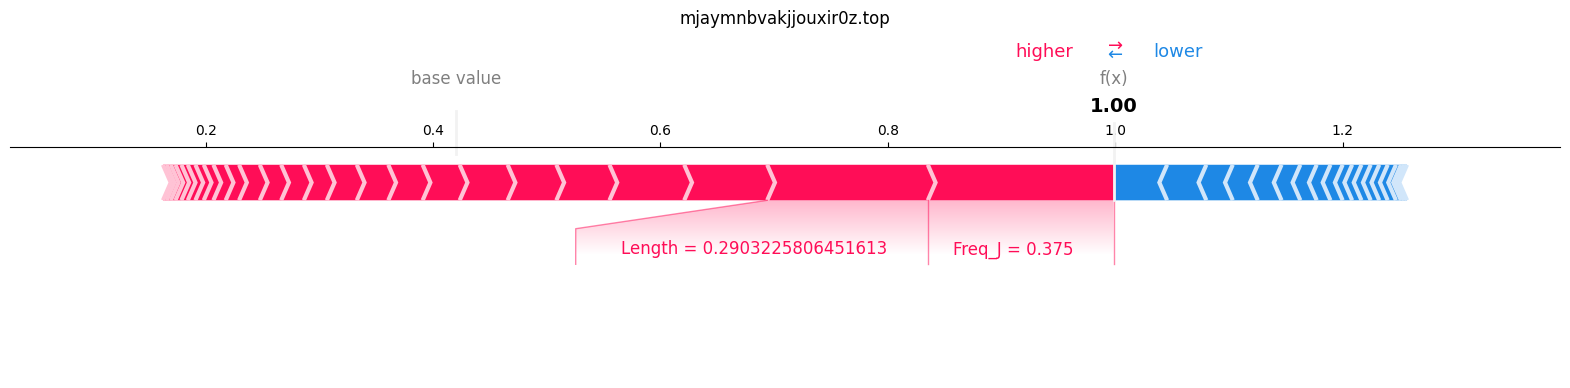 mjaymnbvakjjouxir0z.top
higher ⇄ lower
base value f(x)
1.00
0.2 0.4 0.6 0.8 1.0 1.2
Length = 0.2903225806451613 Freq_J = 0.375